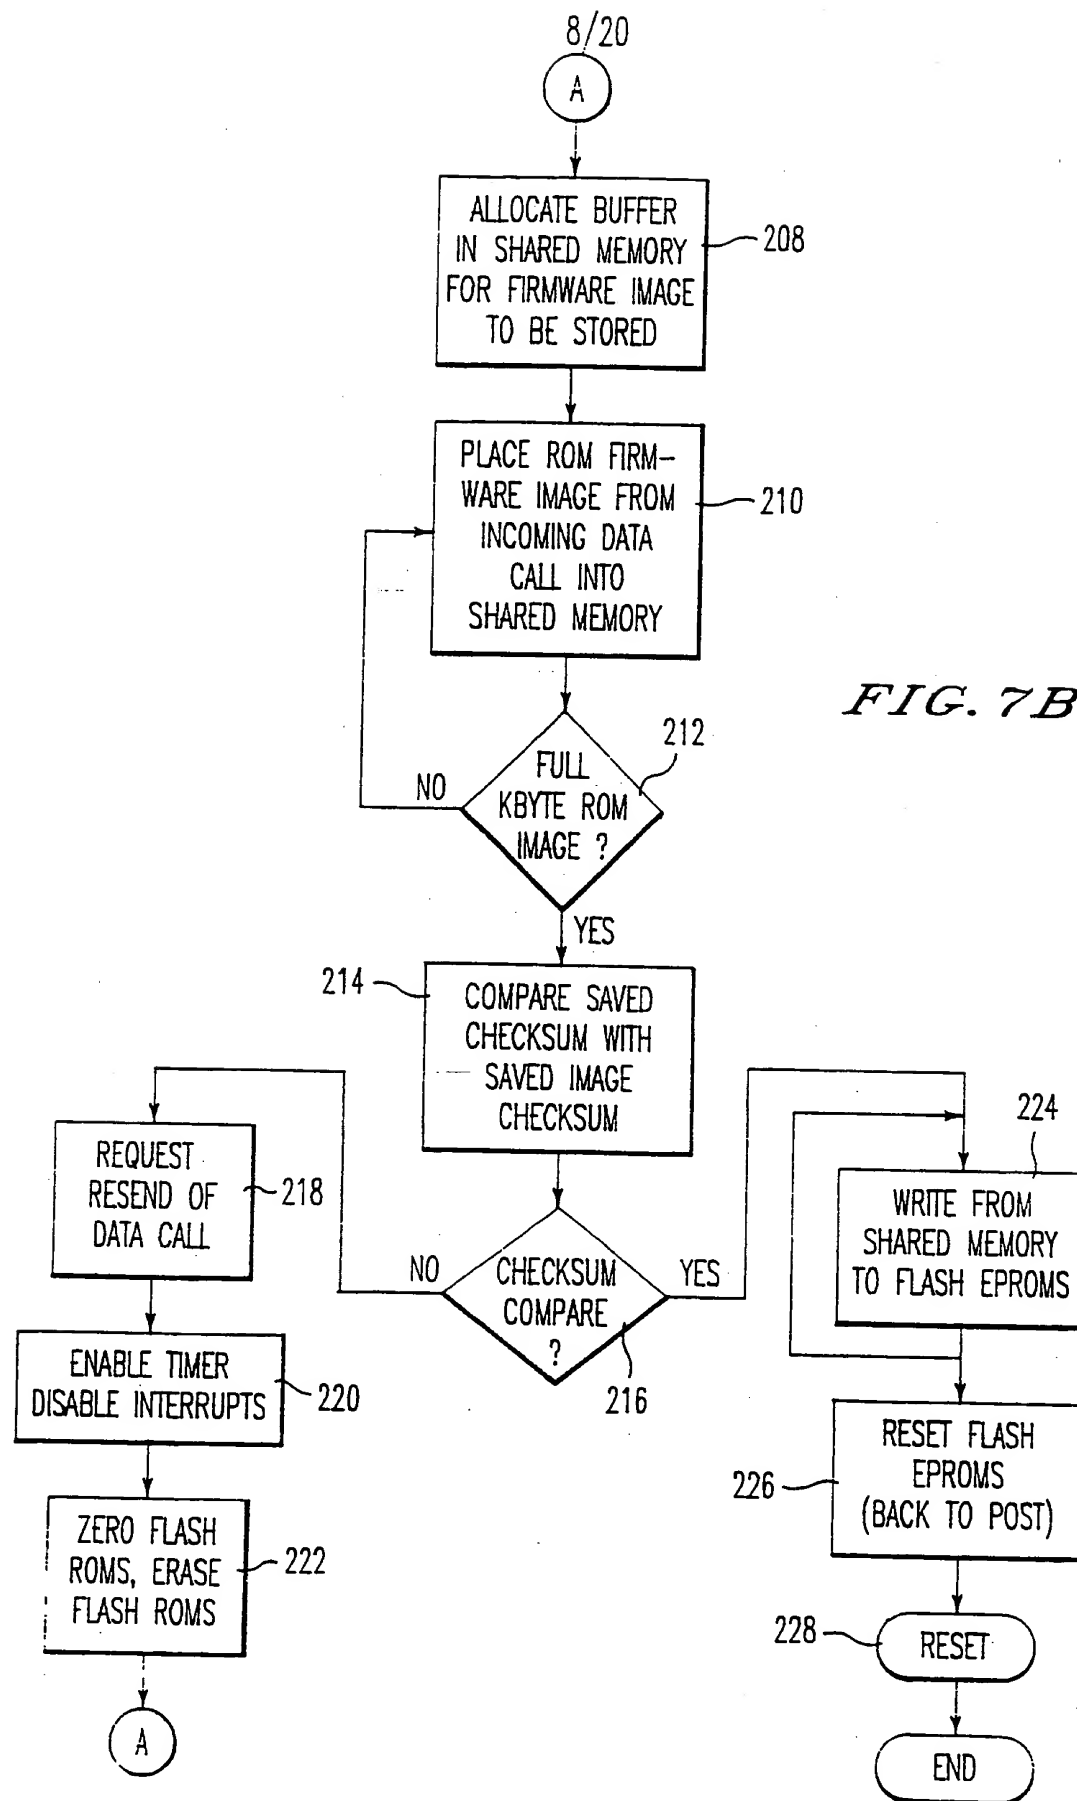 8/20
A
ALLOCATE BUFFER
IN SHARED MEMORY
FOR FIRMWARE IMAGE
TO BE STORED
208
PLACE ROM FIRM-
WARE IMAGE FROM
INCOMING DATA
CALL INTO
SHARED MEMORY
210
FIG. 7B
FULL
KBYTE ROM
IMAGE ?
212
NO
YES
214
COMPARE SAVED
CHECKSUM WITH
SAVED IMAGE
CHECKSUM
CHECKSUM
COMPARE
?
216
NO
YES
REQUEST
RESEND OF
DATA CALL
218
ENABLE TIMER
DISABLE INTERRUPTS
220
ZERO FLASH
ROMS, ERASE
FLASH ROMS
222
A
224
WRITE FROM
SHARED MEMORY
TO FLASH EPROMS
226
RESET FLASH
EPROMS
(BACK TO POST)
228
RESET
END